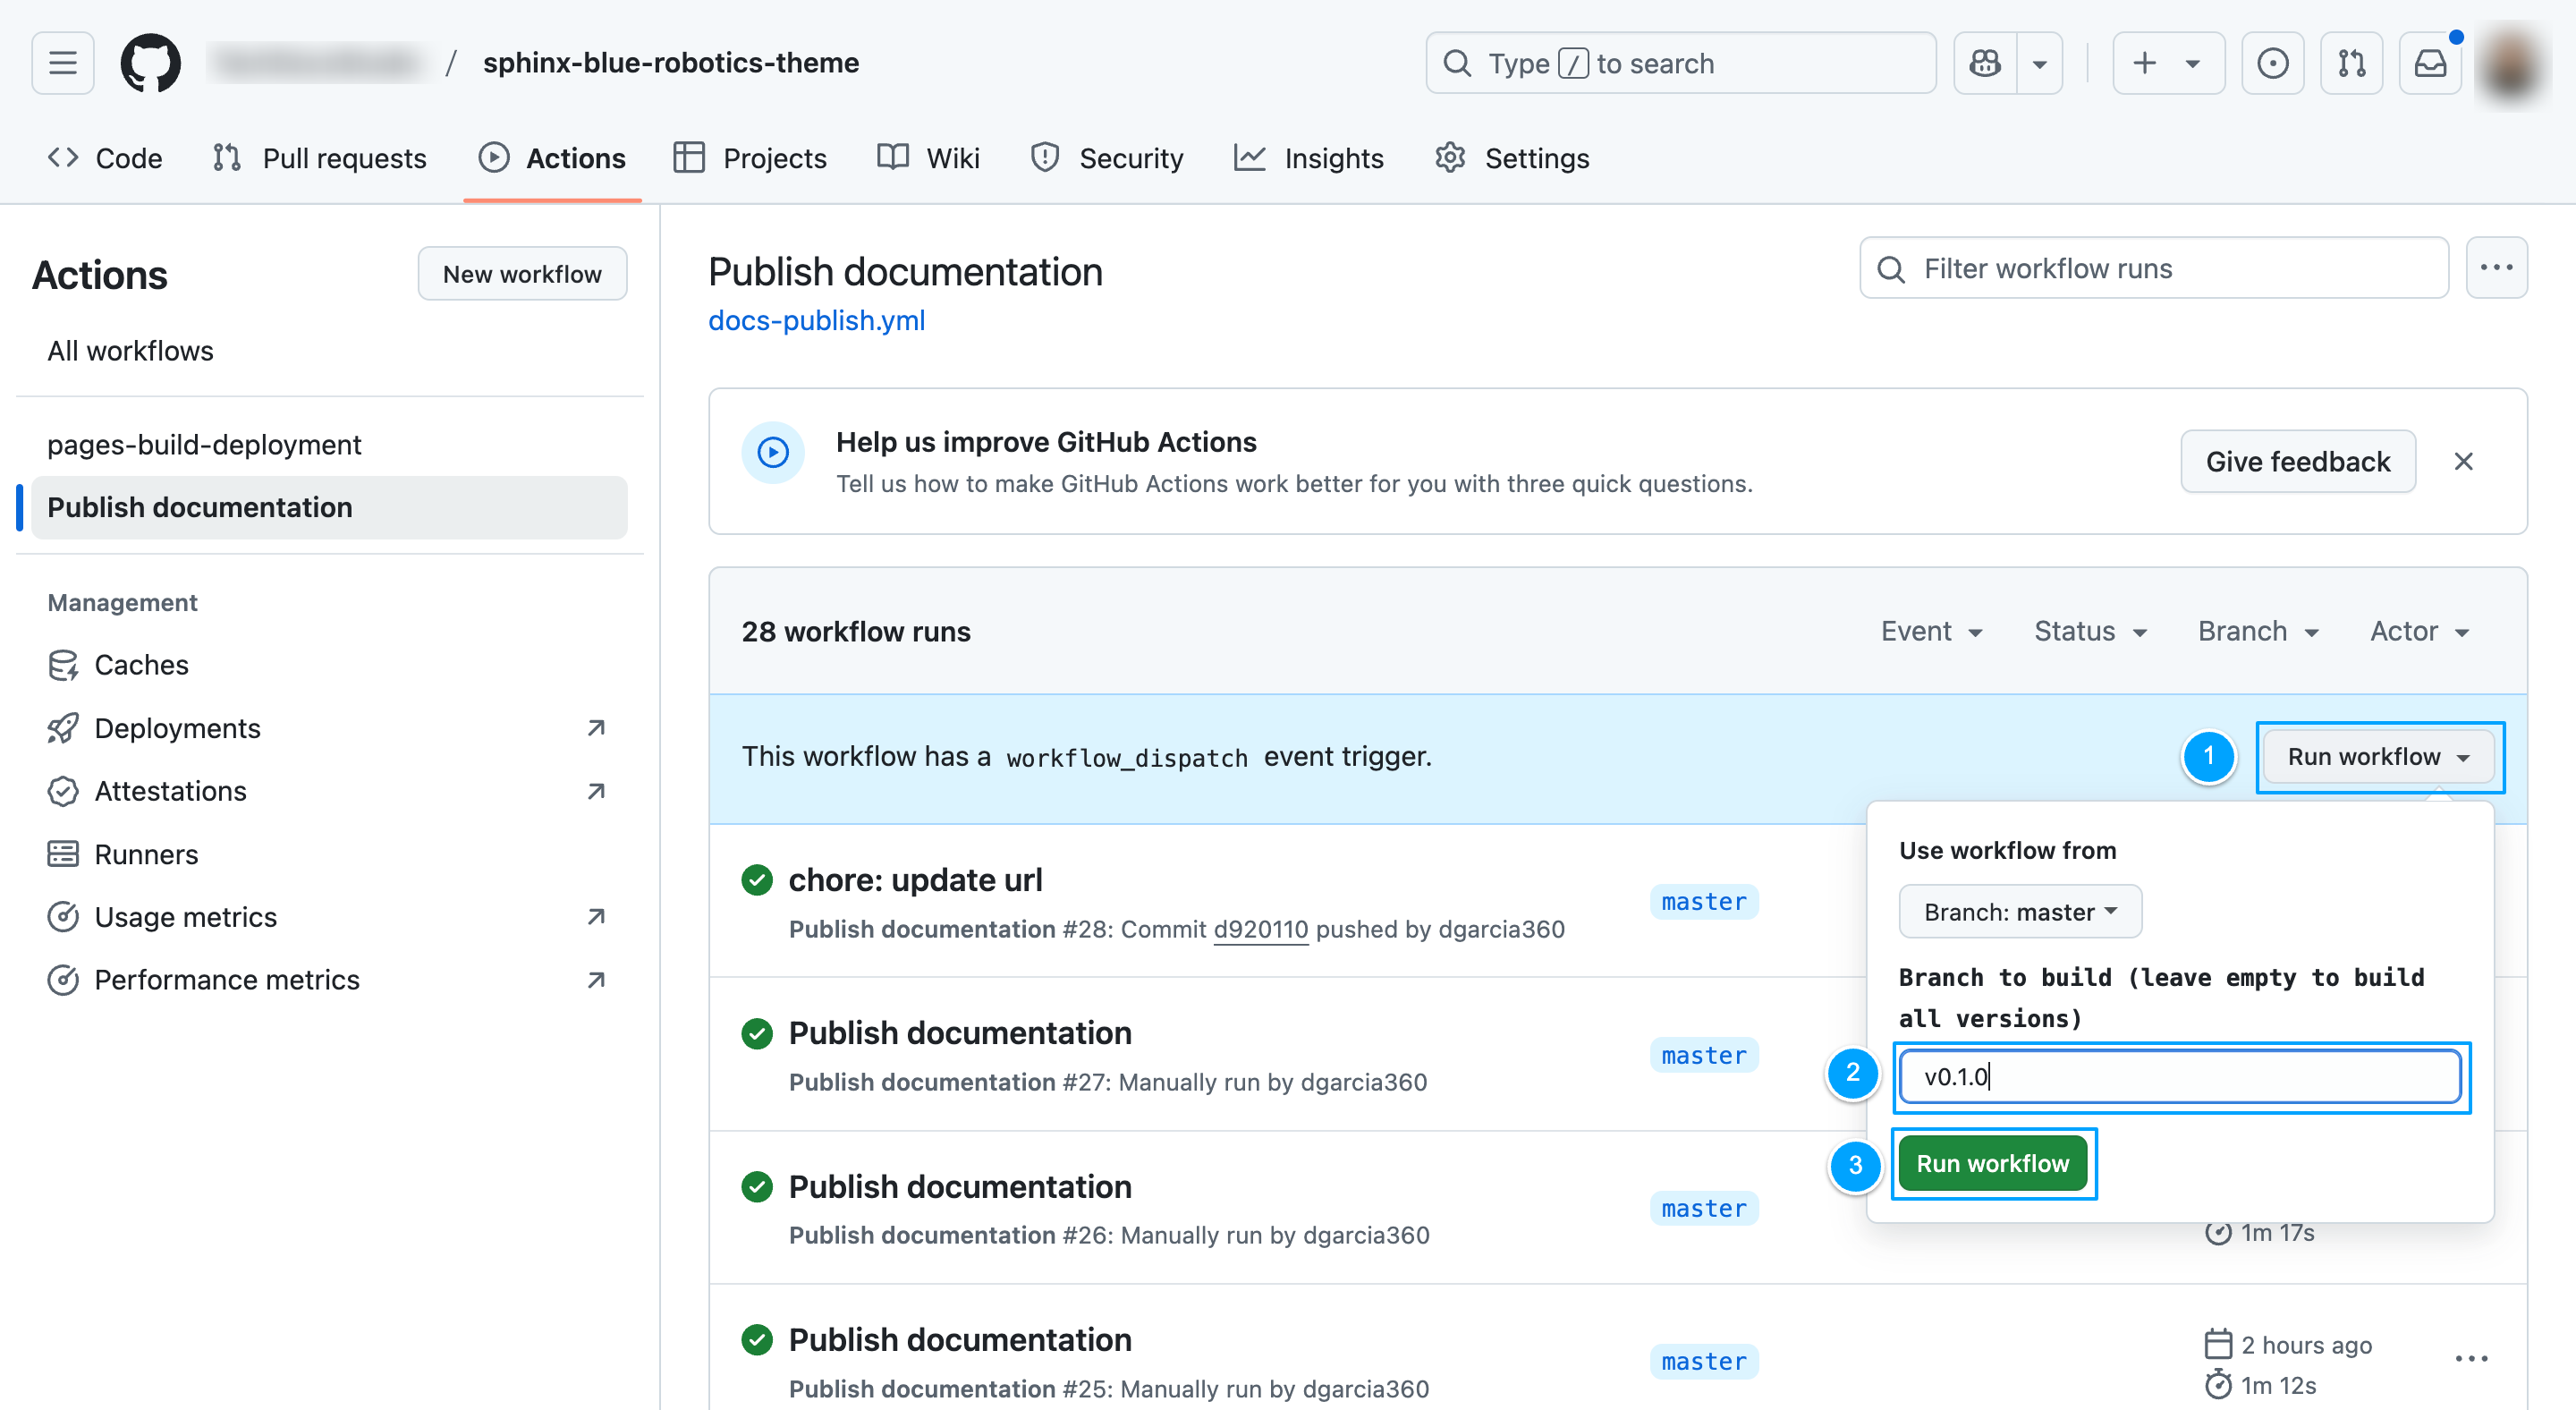 / sphinx-blue-robotics-theme
Type / to search
Code Pull requests Actions Projects Wiki Security Insights Settings
Actions
New workflow
All workflows
pages-build-deployment
Publish documentation
Management
Caches
Deployments
Attestations
Runners
Usage metrics
Performance metrics
Publish documentation
docs-publish.yml
Filter workflow runs
Help us improve GitHub Actions
Tell us how to make GitHub Actions work better for you with three quick questions.
Give feedback
28 workflow runs
Event Status Branch Actor
This workflow has a workflow_dispatch event trigger.
1
Run workflow
Use workflow from
Branch: master
Branch to build (leave empty to build
all versions)
2
v0.1.0
3
Run workflow
chore: update url
Publish documentation #28: Commit d920110 pushed by dgarcia360
master
Publish documentation
Publish documentation #27: Manually run by dgarcia360
master
Publish documentation
Publish documentation #26: Manually run by dgarcia360
master
1m 17s
Publish documentation
Publish documentation #25: Manually run by dgarcia360
master
2 hours ago
1m 12s